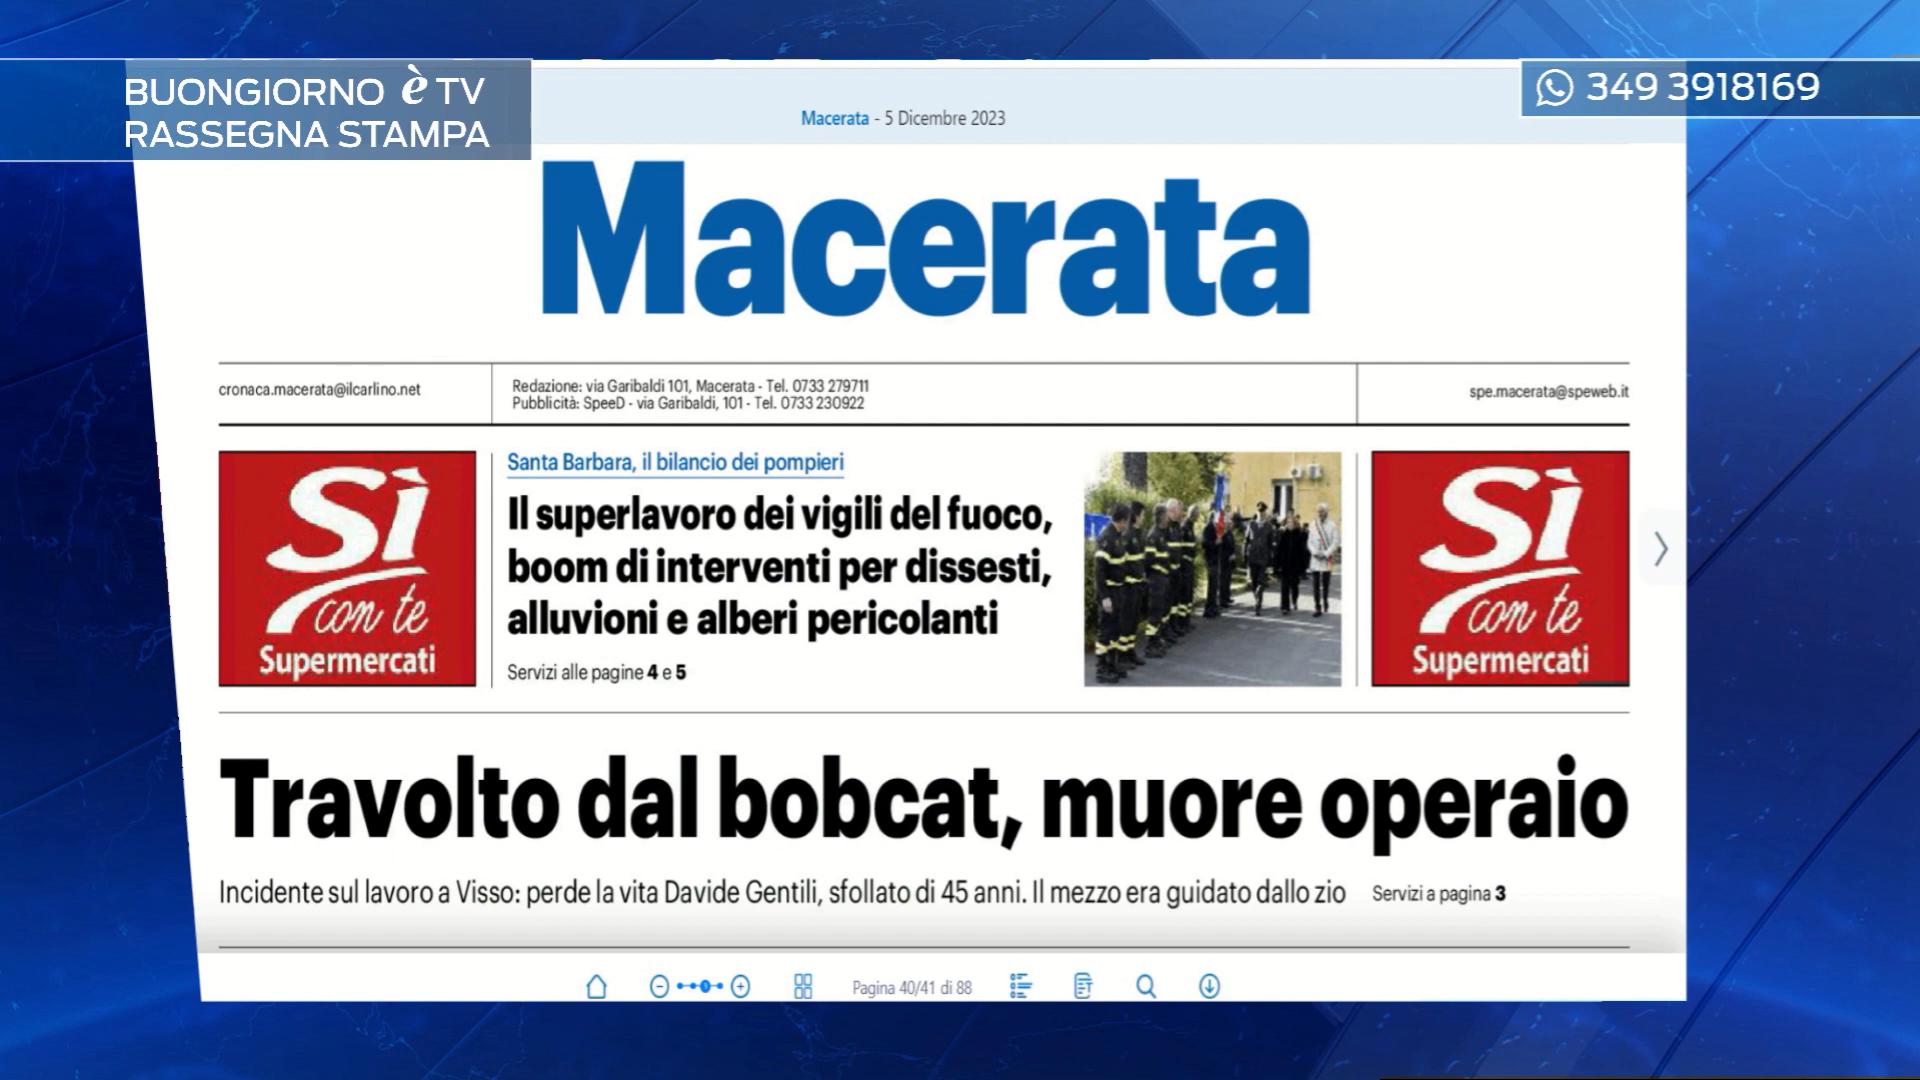 BUONGIORNO è TV
RASSEGNA STAMPA
349 3918169
Macerata - 5 Dicembre 2023
Macerata
cronaca.macerata@ilcarlino.net
Redazione: via Garibaldi 101, Macerata - Tel. 0733 279711
Pubblicità: SpeeD - via Garibaldi, 101 - Tel. 0733 230922
spe.macerata@speweb.it
Sì
con te
Supermercati
Santa Barbara, il bilancio dei pompieri
Il superlavoro dei vigili del fuoco,
boom di interventi per dissesti,
alluvioni e alberi pericolanti
Servizi alle pagine 4 e 5
Sì
con te
Supermercati
Travolto dal bobcat, muore operaio
Incidente sul lavoro a Visso: perde la vita Davide Gentili, sfollato di 45 anni. Il mezzo era guidato dallo zio
Servizi a pagina 3
Pagina 40/41 di 88